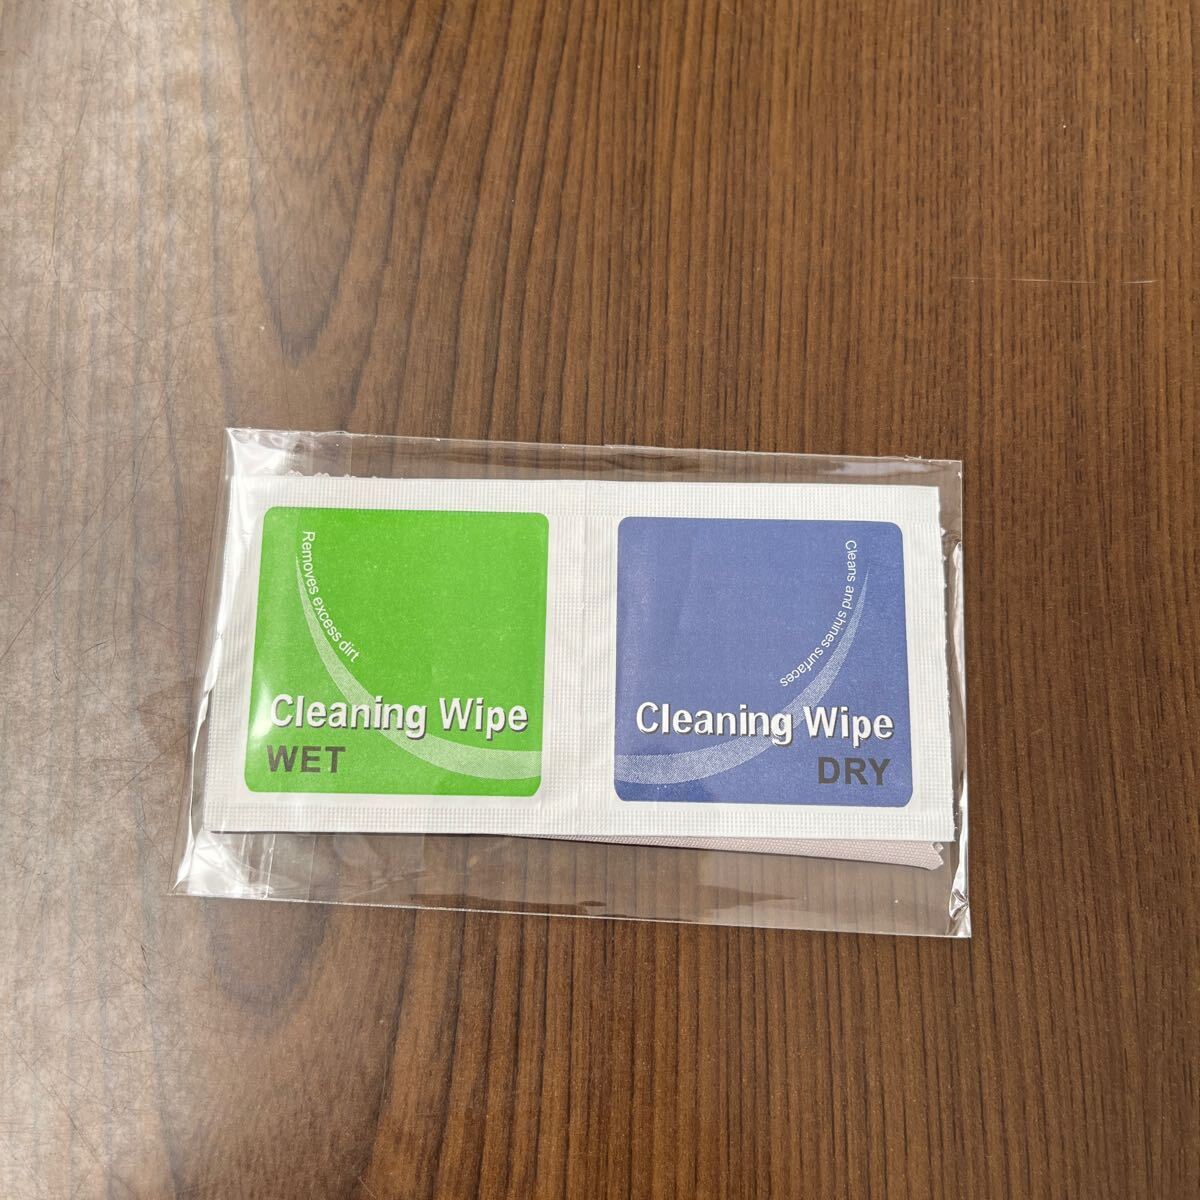 Removes excess dirt
Cleaning Wipe
WET
Cleans and shines surfaces
Cleaning Wipe
DRY